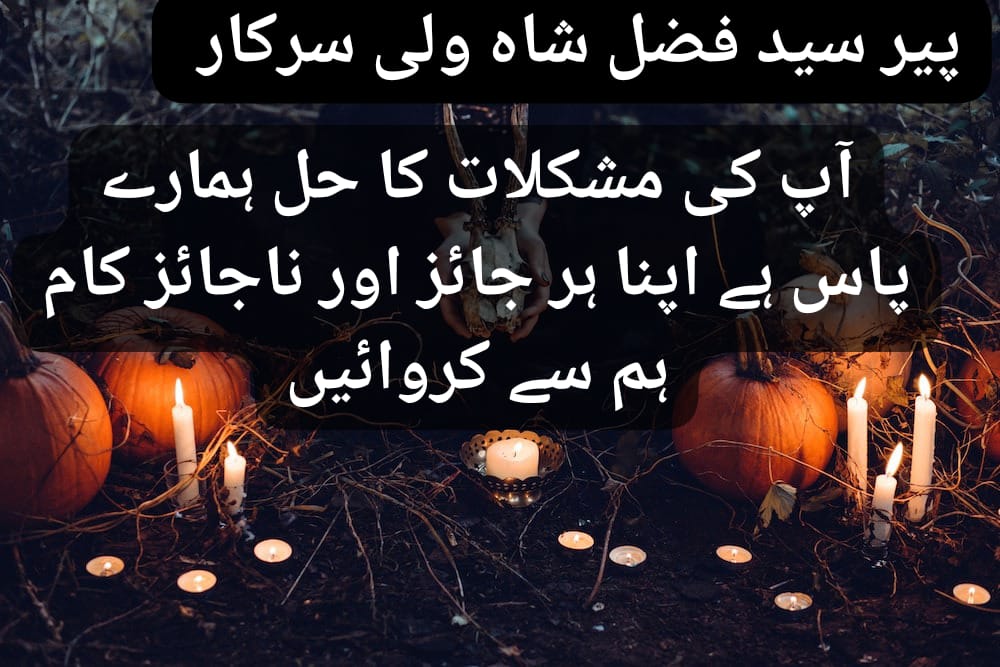 پیر سید فضل شاہ ولی سرکار
آپ کی مشکلات کا حل ہمارے
پاس ہے اپنا ہر جائز اور ناجائز کام
ہم سے کروائیں